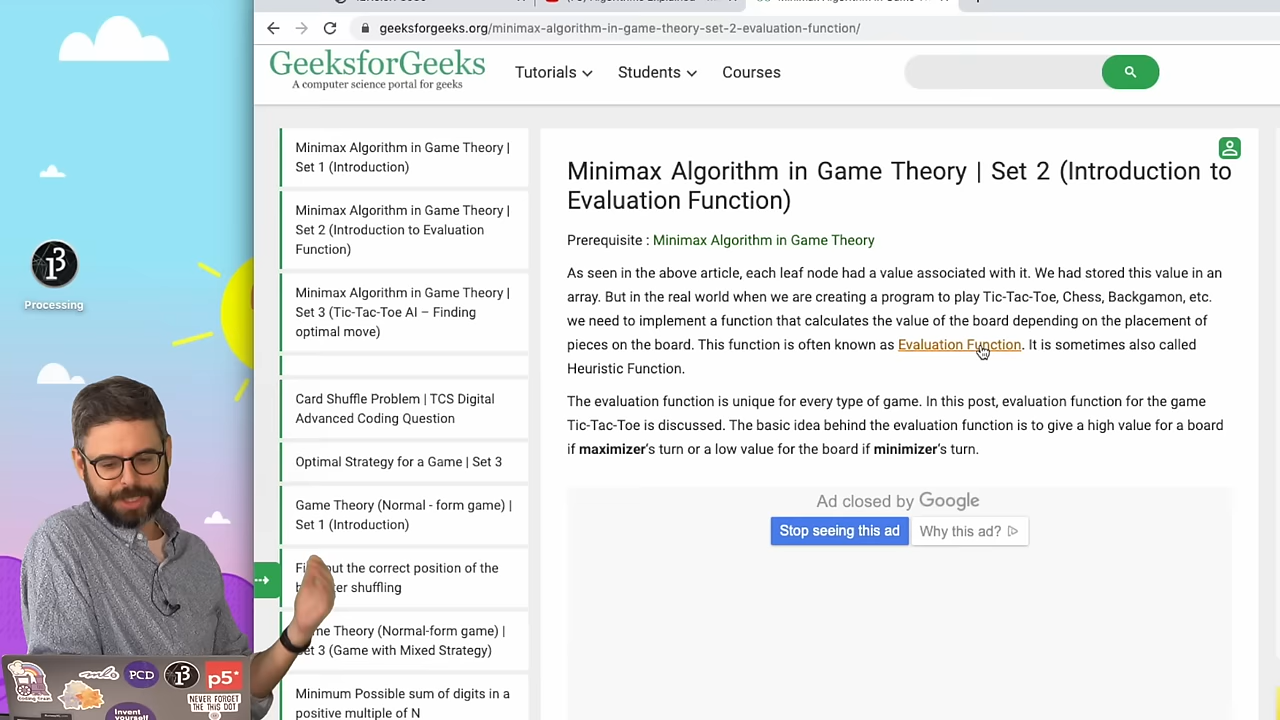 geeksforgeeks.org/minimax-algorithm-in-game-theory-set-2-evaluation-function/
GeeksforGeeks
A computer science portal for geeks
Tutorials
Students
Courses
Minimax Algorithm in Game Theory |
Set 1 (Introduction)
Minimax Algorithm in Game Theory |
Set 2 (Introduction to Evaluation
Function)
Minimax Algorithm in Game Theory |
Set 3 (Tic-Tac-Toe AI – Finding
optimal move)
Card Shuffle Problem | TCS Digital
Advanced Coding Question
Optimal Strategy for a Game | Set 3
Game Theory (Normal - form game) |
Set 1 (Introduction)
out the correct position of the
shuffling
Theory (Normal-form game) |
3 (Game with Mixed Strategy)
Minimum Possible sum of digits in a
positive multiple of N
Minimax Algorithm in Game Theory | Set 2 (Introduction to
Evaluation Function)
Prerequisite : Minimax Algorithm in Game Theory
As seen in the above article, each leaf node had a value associated with it. We had stored this value in an
array. But in the real world when we are creating a program to play Tic-Tac-Toe, Chess, Backgamon, etc.
we need to implement a function that calculates the value of the board depending on the placement of
pieces on the board. This function is often known as Evaluation Function. It is sometimes also called
Heuristic Function.
The evaluation function is unique for every type of game. In this post, evaluation function for the game
Tic-Tac-Toe is discussed. The basic idea behind the evaluation function is to give a high value for a board
if maximizer's turn or a low value for the board if minimizer's turn.
Ad closed by Google
Stop seeing this ad
Why this ad?
Processing
PCD
p5*
NEVER FORGET
THE THIS DOT
Invent
yourself